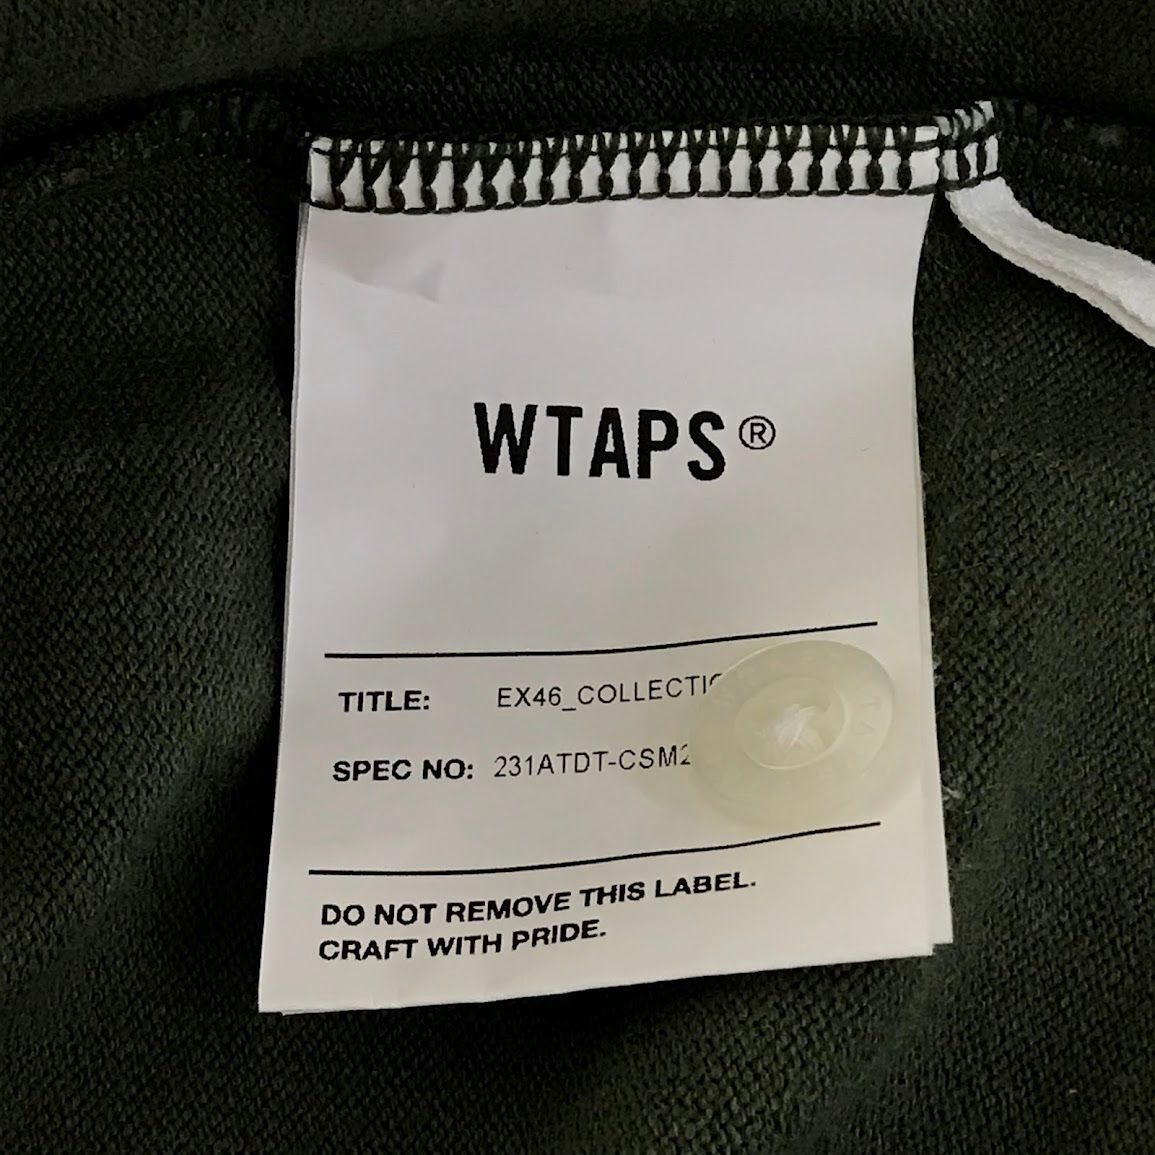 WTAPS®
TITLE: EX46_COLLECTIO
SPEC NO: 231ATDT-CSM2
DO NOT REMOVE THIS LABEL.
CRAFT WITH PRIDE.